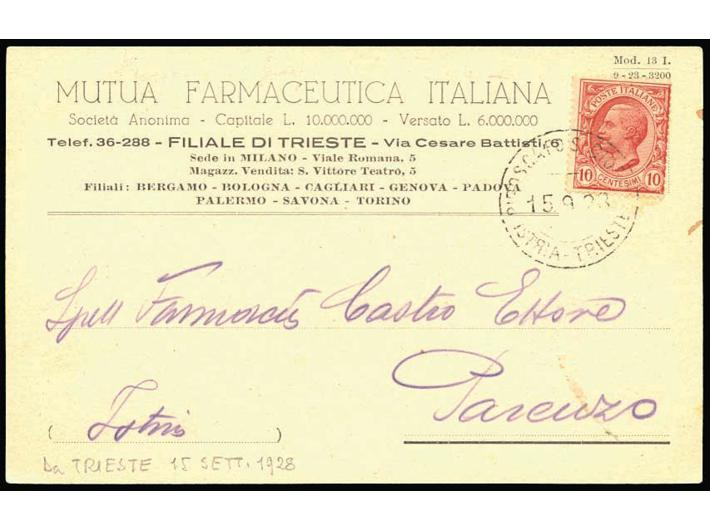 Mod. 13 I.
9-23-3200
MUTUA FARMACEUTICA ITALIANA
Società Anonima - Capitale L. 10.000.000 - Versato L. 6.000.000
Telef. 36-288 - FILIALE DI TRIESTE - Via Cesare Battisti, 6
Sede in MILANO - Viale Romana, 5
Magazz. Vendita: S. Vittore Teatro, 5
Filiali: BERGAMO - BOLOGNA - CAGLIARI - GENOVA - PADOVA
PALERMO - SAVONA - TORINO
POSTE ITALIANE
10 CENTESIMI 10
15.9.28
ISTRIA - TRIESTE
Spett Farmacia Castro Ettore
Parenzo
( Istria )
Da TRIESTE 15 SETT. 1928